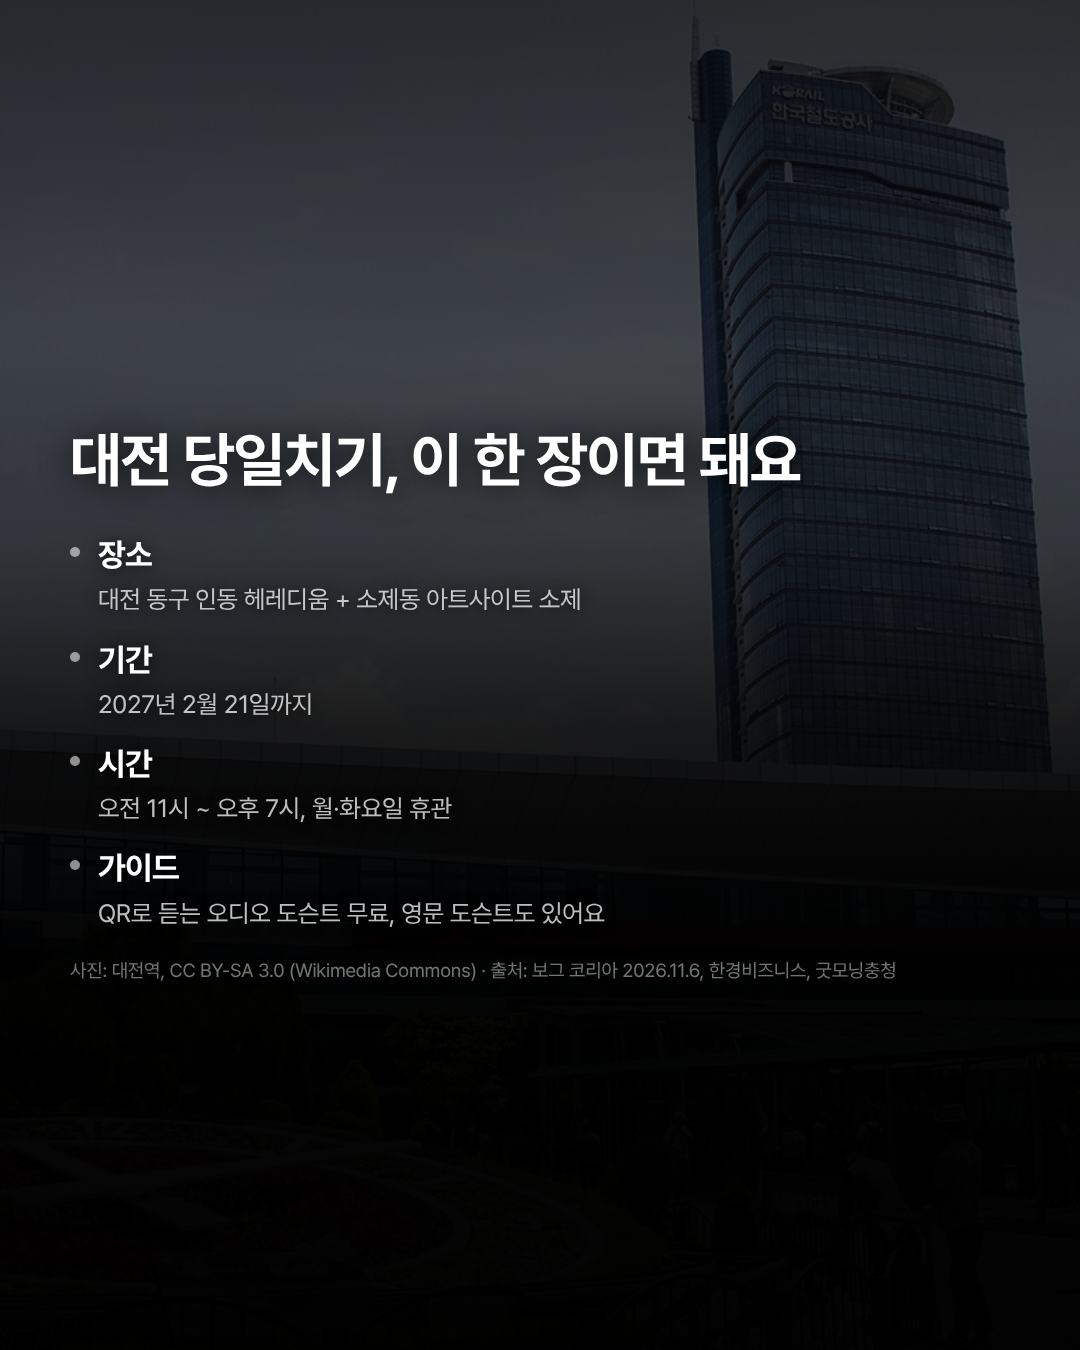 KORAIL
한국철도공사
대전 당일치기, 이 한 장이면 돼요
장소
대전 동구 인동 헤레디움 + 소제동 아트사이트 소제
기간
2027년 2월 21일까지
시간
오전 11시 ~ 오후 7시, 월·화요일 휴관
가이드
QR로 듣는 오디오 도슨트 무료, 영문 도슨트도 있어요
사진: 대전역, CC BY-SA 3.0 (Wikimedia Commons) · 출처: 보그 코리아 2026.11.6, 한경비즈니스, 굿모닝충청